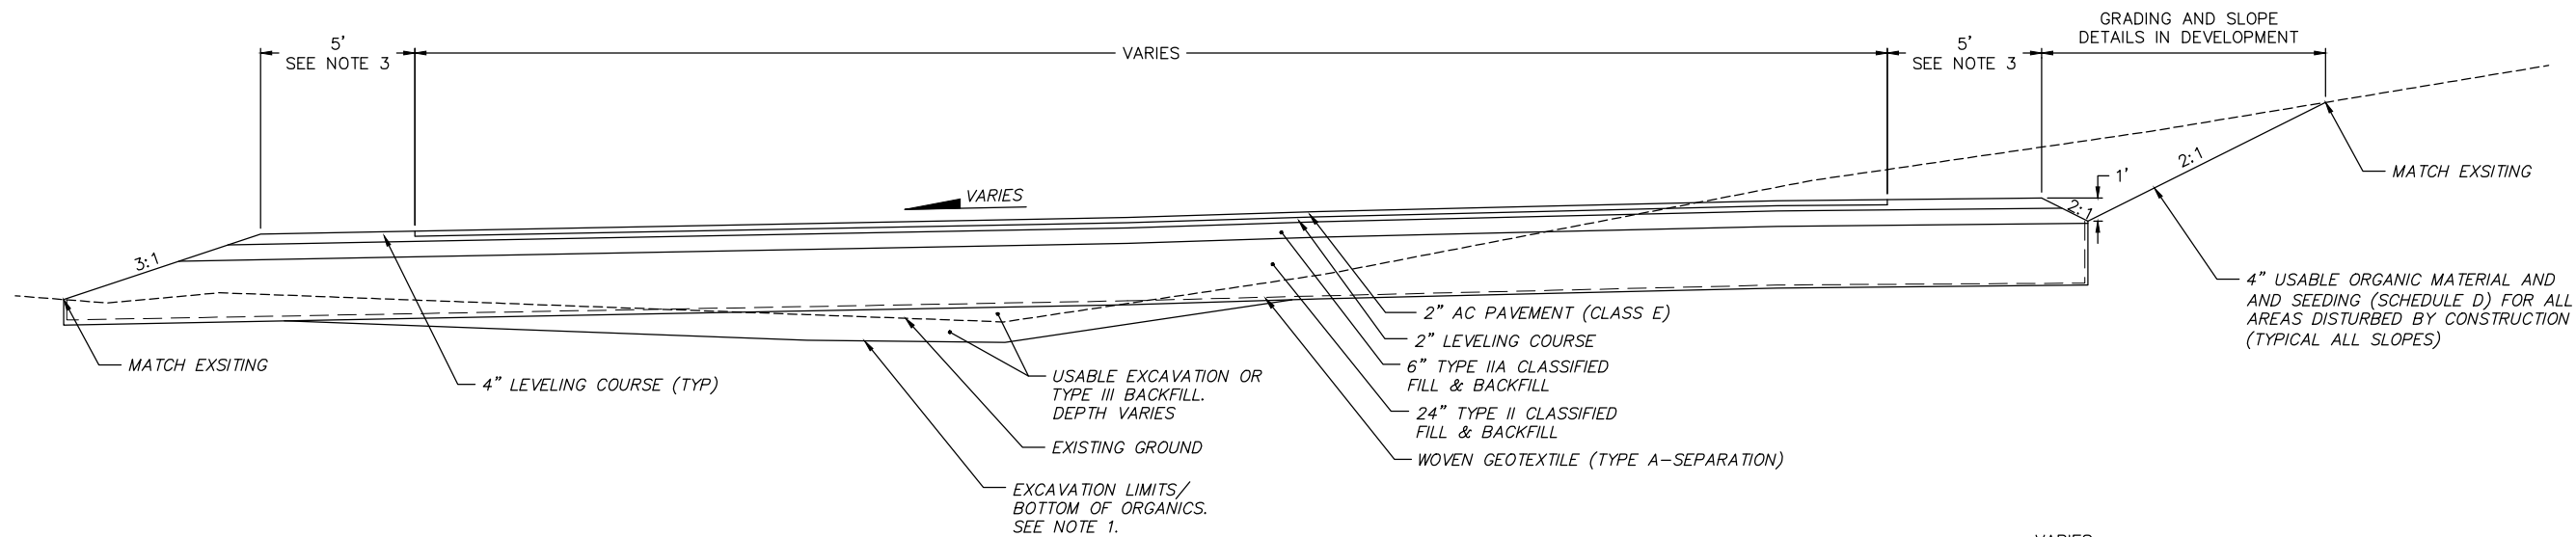 GRADING AND SLOPE
DETAILS IN DEVELOPMENT
5'
SEE NOTE 3
VARIES
5'
SEE NOTE 3
VARIES
1'
2:1
2:1
3:1
MATCH EXSITING
MATCH EXSITING
4" LEVELING COURSE (TYP)
USABLE EXCAVATION OR
TYPE III BACKFILL.
DEPTH VARIES
EXISTING GROUND
EXCAVATION LIMITS/
BOTTOM OF ORGANICS.
SEE NOTE 1.
2" AC PAVEMENT (CLASS E)
2" LEVELING COURSE
6" TYPE IIA CLASSIFIED
FILL & BACKFILL
24" TYPE II CLASSIFIED
FILL & BACKFILL
WOVEN GEOTEXTILE (TYPE A-SEPARATION)
4" USABLE ORGANIC MATERIAL AND
AND SEEDING (SCHEDULE D) FOR ALL
AREAS DISTURBED BY CONSTRUCTION
(TYPICAL ALL SLOPES)
VARIES